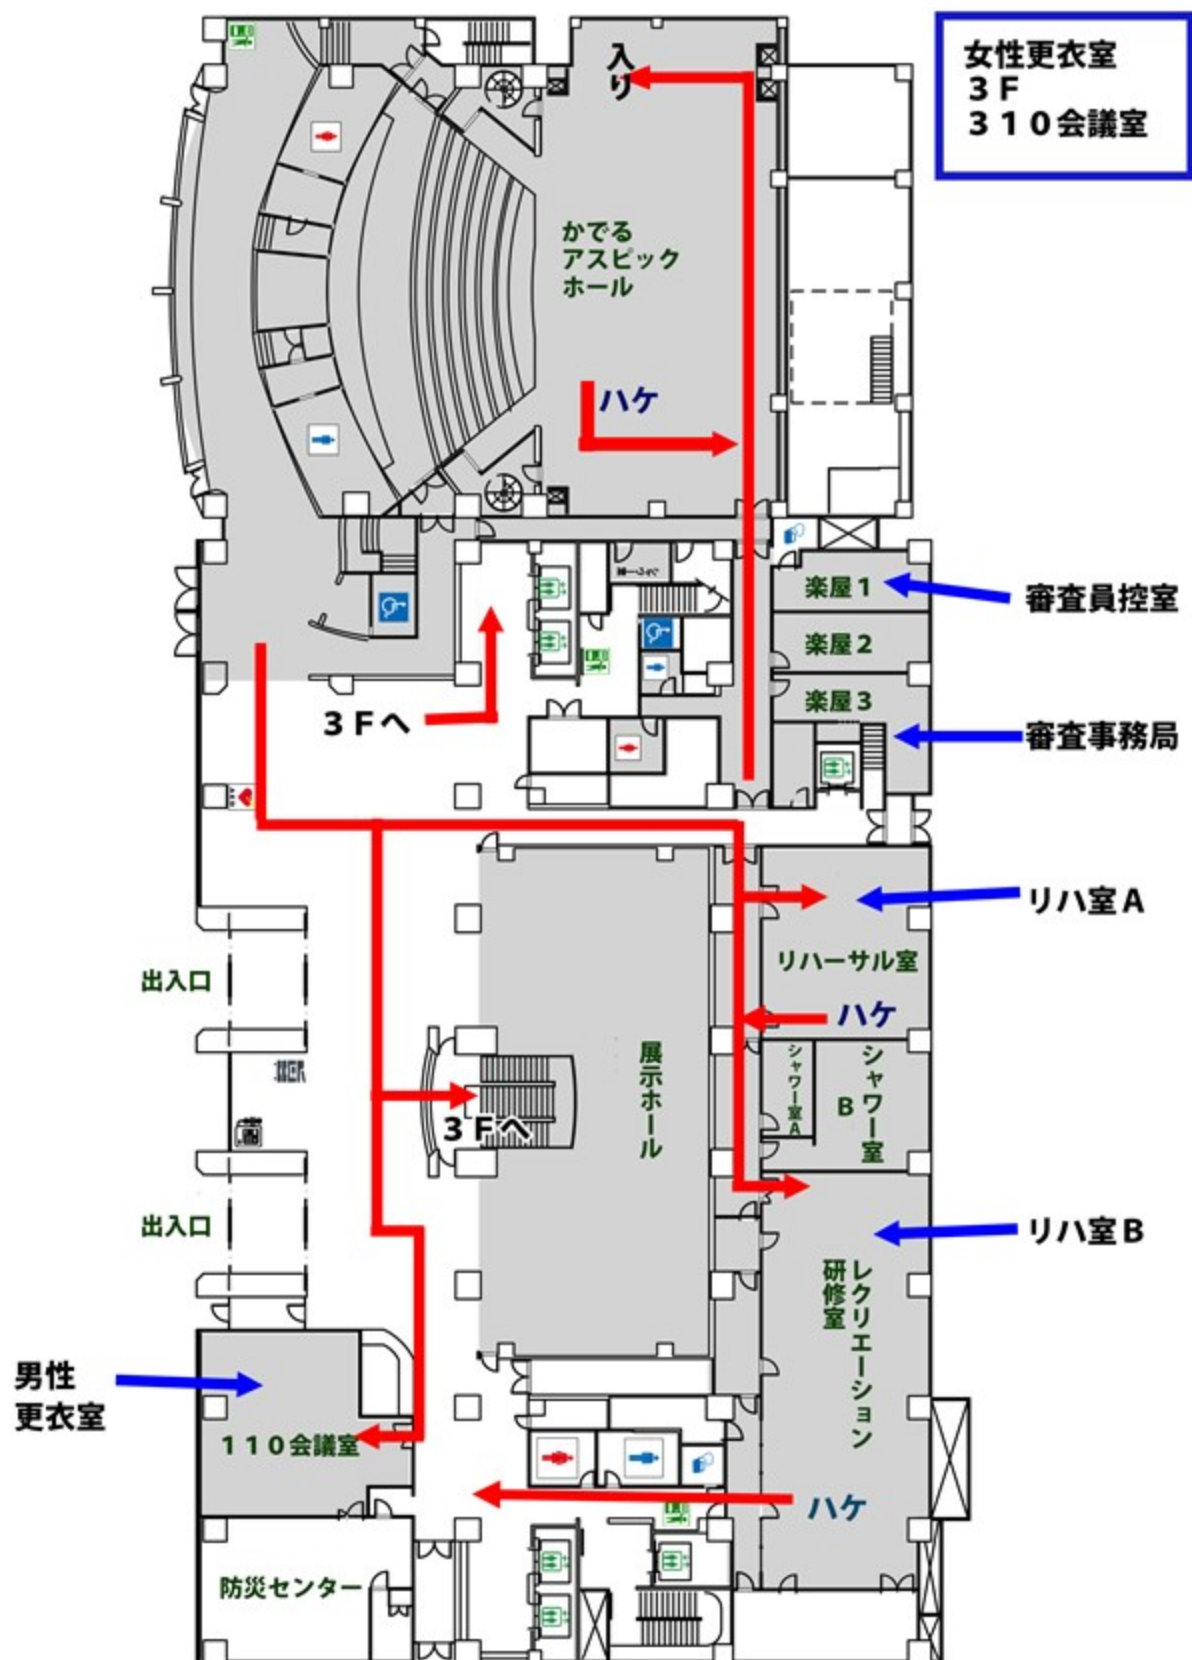 女性更衣室
３Ｆ
３１０会議室
入り
かでる
アスピック
ホール
ハケ
楽屋１
審査員控室
楽屋２
楽屋３
審査事務局
３Ｆへ
AED
リハ室Ａ
リハーサル室
ハケ
出入口
展示ホール
シャワー室Ａ
シャワー室
Ｂ
３Ｆへ
出入口
リハ室Ｂ
レクリエーション
研修室
男性
更衣室
１１０会議室
ハケ
防災センター